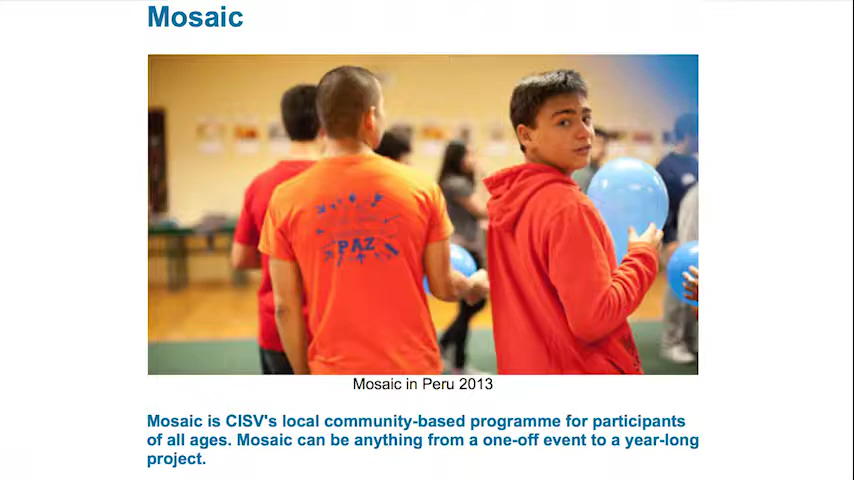 Mosaic
PAZ
Mosaic in Peru 2013
Mosaic is CISV's local community-based programme for participants
of all ages. Mosaic can be anything from a one-off event to a year-long
project.